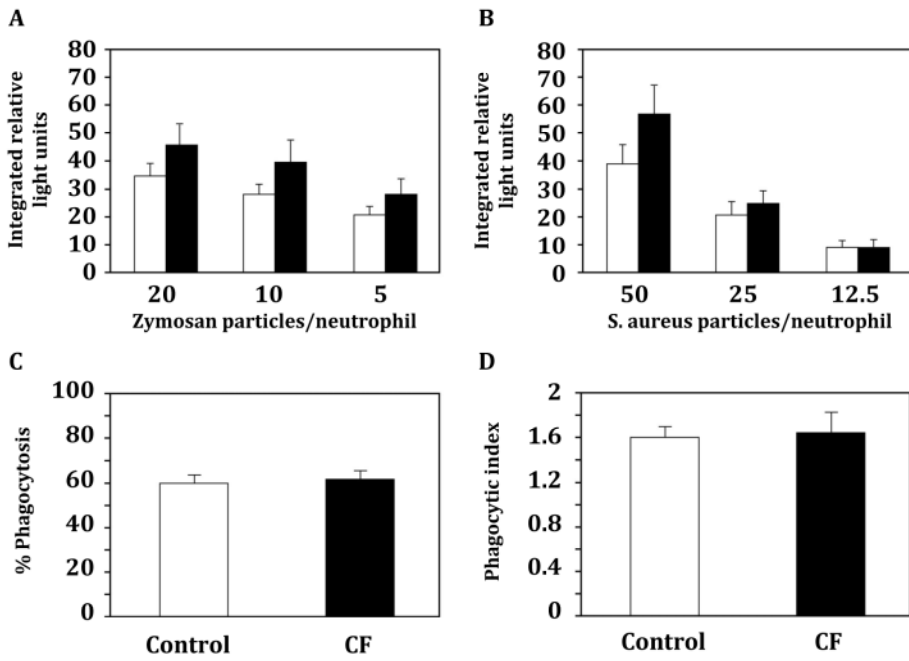 A
Integrated relative
light units
80
70
60
50
40
30
20
10
0
20 10 5
Zymosan particles/neutrophil
B
Integrated relative
light units
80
70
60
50
40
30
20
10
0
50 25 12.5
S. aureus particles/neutrophil
C
% Phagocytosis
100
80
60
40
20
0
Control CF
D
Phagocytic index
2
1.6
1.2
0.8
0.4
0
Control CF